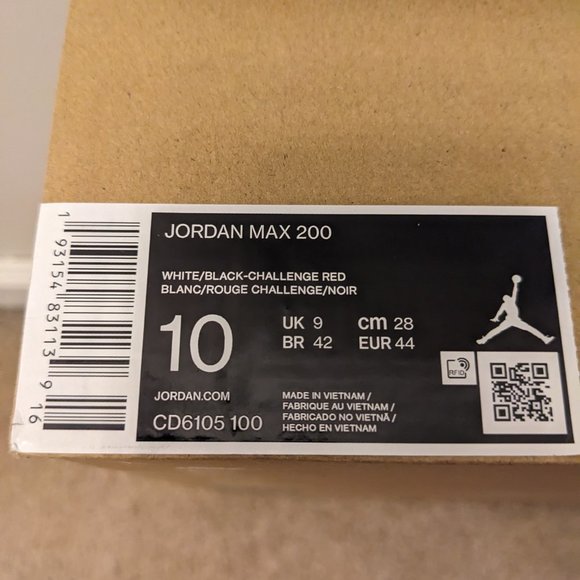 JORDAN MAX 200
WHITE/BLACK-CHALLENGE RED
BLANC/ROUGE CHALLENGE/NOIR
10
UK 9 cm 28
BR 42 EUR 44
JORDAN.COM
CD6105 100
MADE IN VIETNAM /
FABRIQUE AU VIETNAM /
FABRICADO NO VIETNÃ /
HECHO EN VIETNAM
RFID
1 93154 83113 9 16